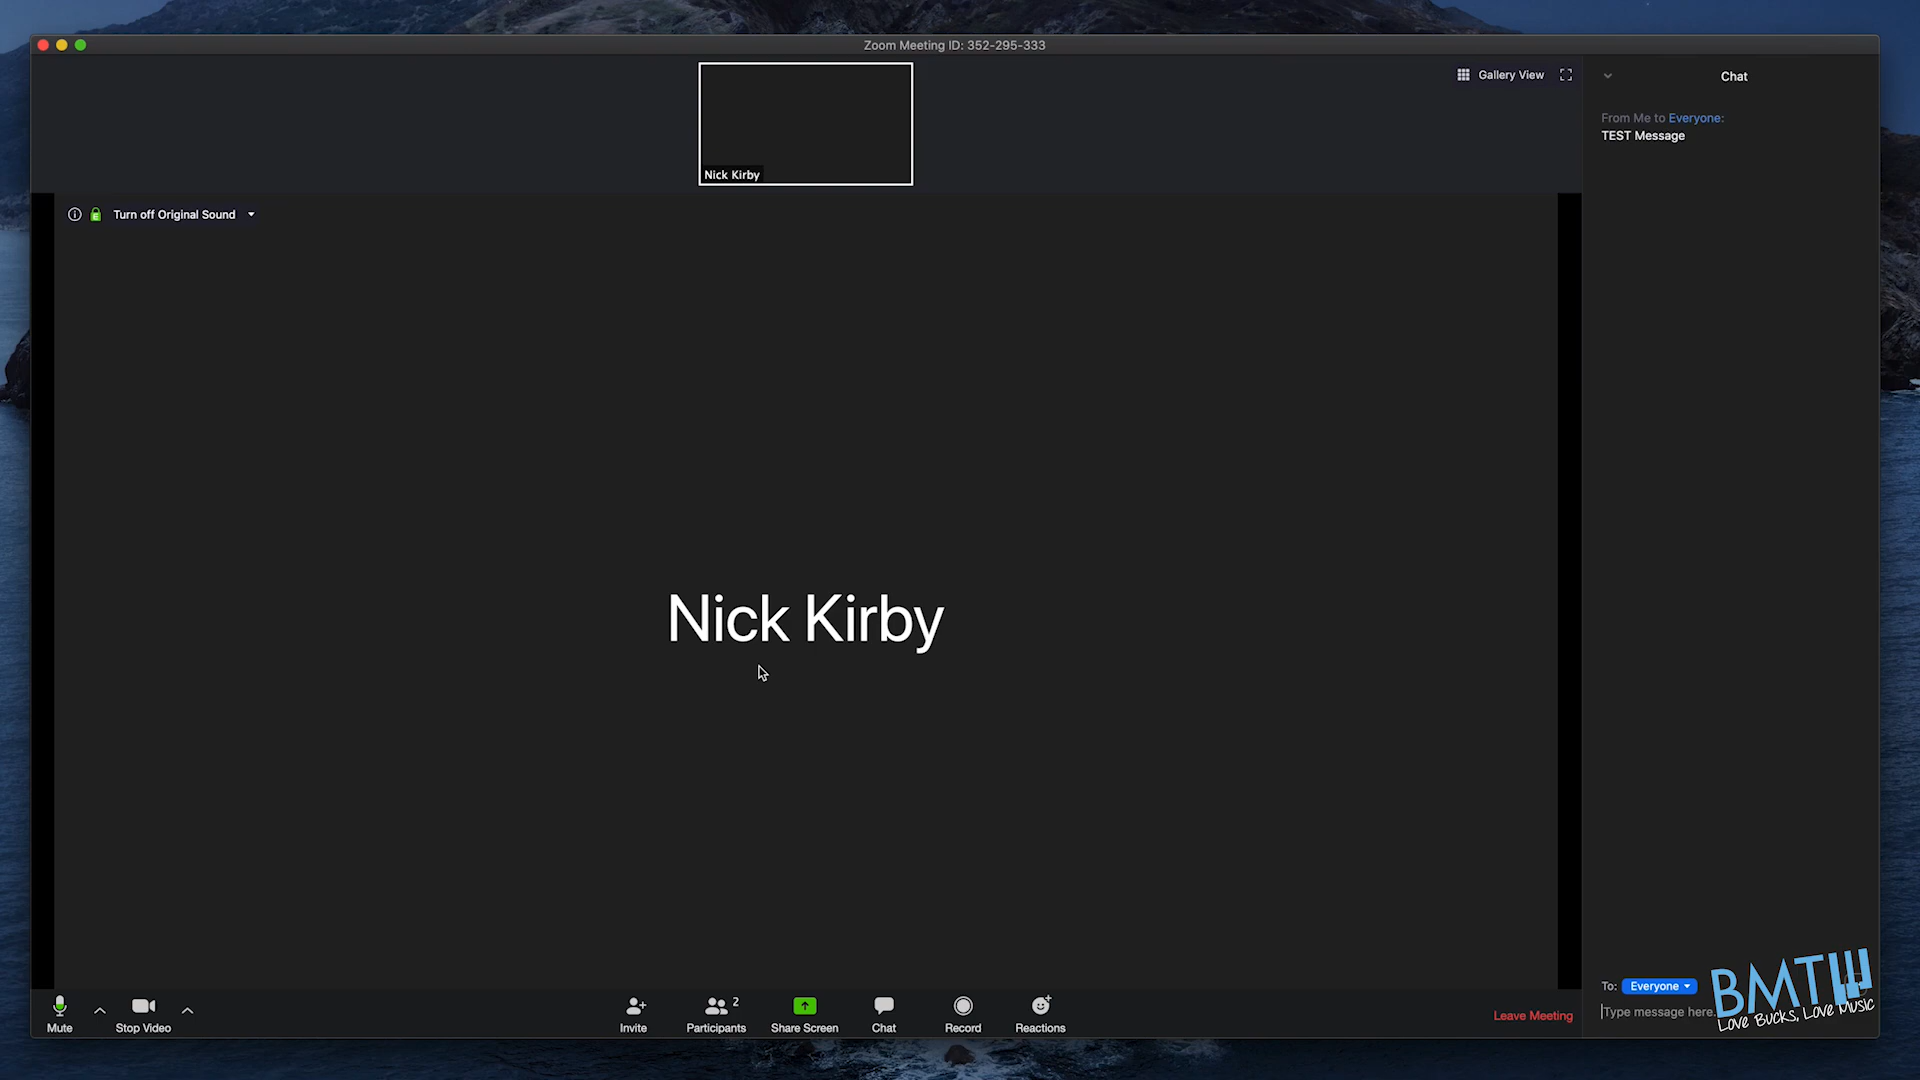 Zoom Meeting ID: 352-295-333
Nick Kirby
Gallery View
Chat
From Me to Everyone:
TEST Message
Turn off Original Sound
Nick Kirby
To: Everyone
Type message here...
BMT
Love Bucks, Love Music
Mute
Stop Video
Invite
Participants 2
Share Screen
Chat
Record
Reactions
Leave Meeting